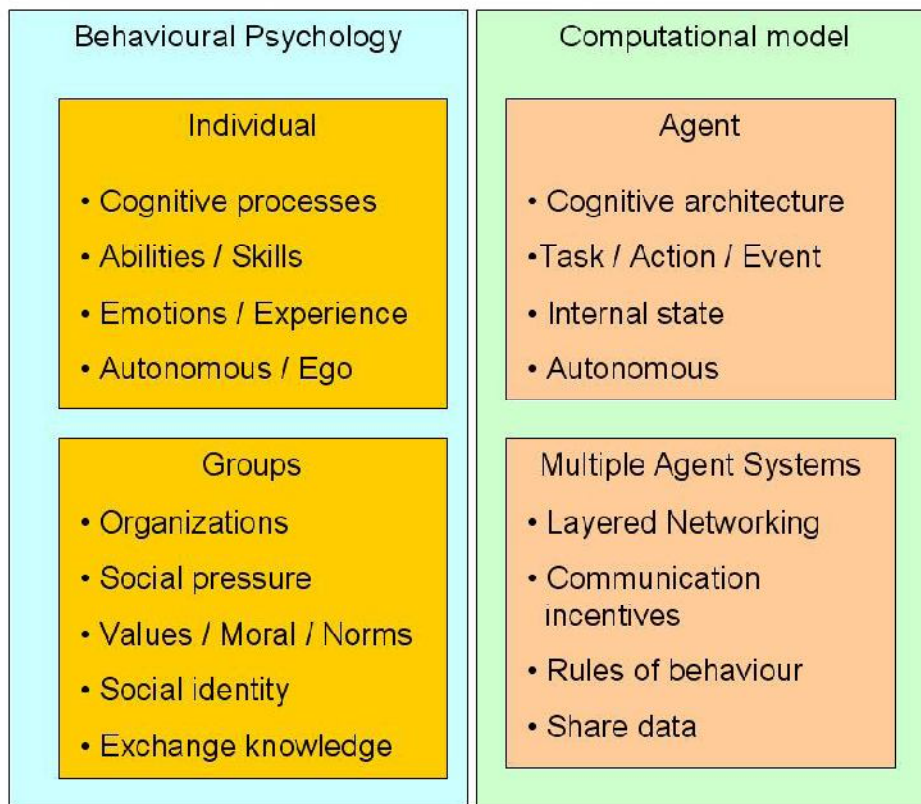 Behavioural Psychology
Individual
• Cognitive processes
• Abilities / Skills
• Emotions / Experience
• Autonomous / Ego
Groups
• Organizations
• Social pressure
• Values / Moral / Norms
• Social identity
• Exchange knowledge
Computational model
Agent
• Cognitive architecture
•Task / Action / Event
• Internal state
• Autonomous
Multiple Agent Systems
• Layered Networking
• Communication
incentives
• Rules of behaviour
• Share data